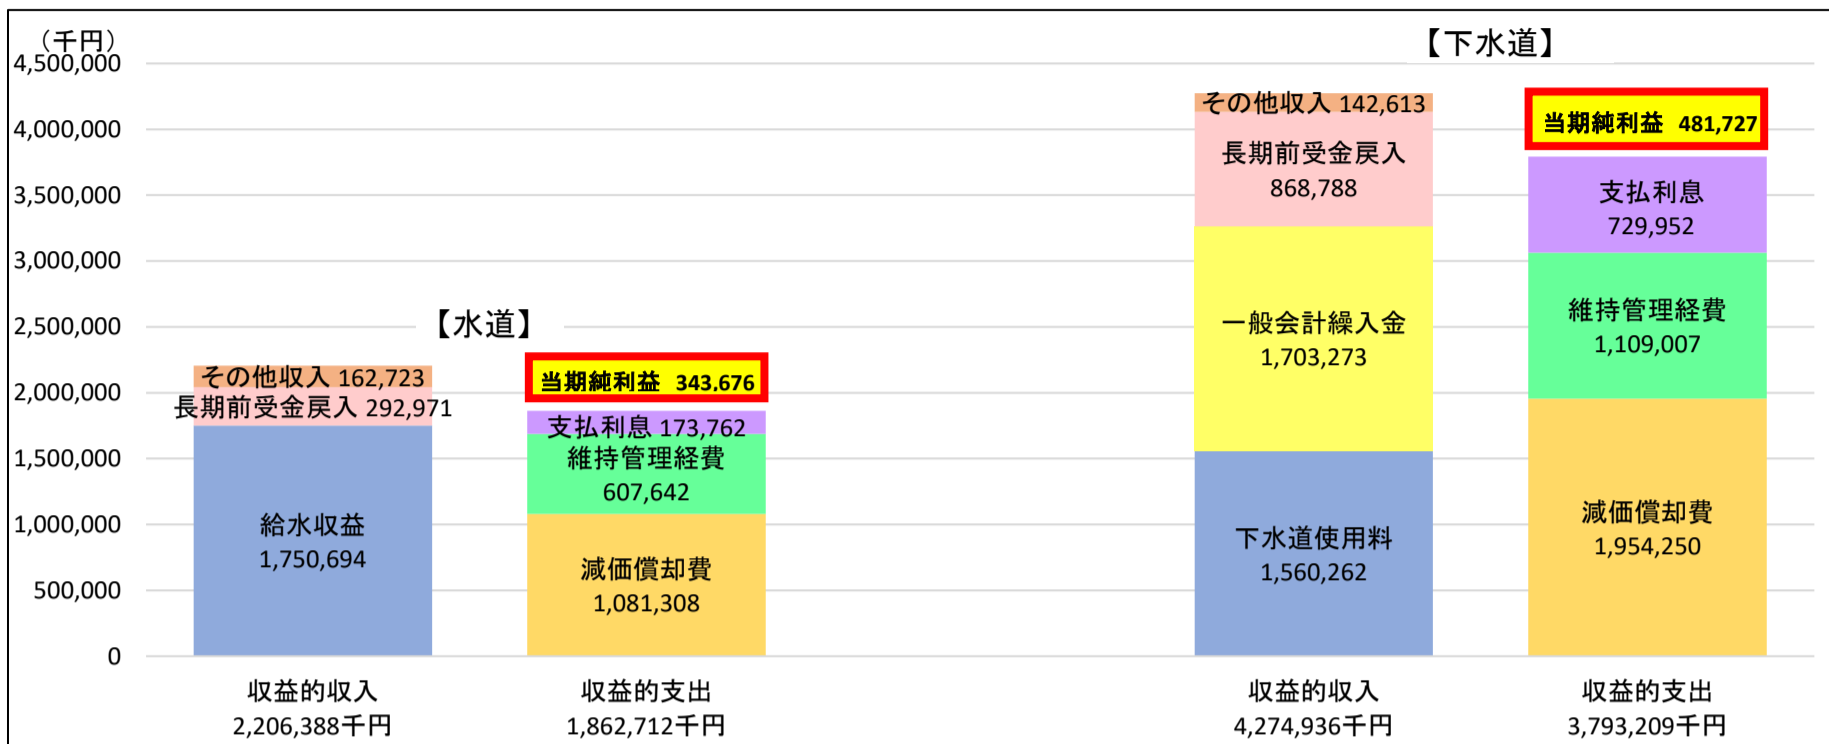 （千円）
4,500,000
4,000,000
3,500,000
3,000,000
2,500,000
2,000,000
1,500,000
1,000,000
500,000
0
【水道】
その他収入 162,723
長期前受金戻入 292,971
給水収益
1,750,694
当期純利益 343,676
支払利息 173,762
維持管理経費
607,642
減価償却費
1,081,308
収益的収入
2,206,388千円
収益的支出
1,862,712千円
【下水道】
その他収入 142,613
長期前受金戻入
868,788
一般会計繰入金
1,703,273
下水道使用料
1,560,262
当期純利益 481,727
支払利息
729,952
維持管理経費
1,109,007
減価償却費
1,954,250
収益的収入
4,274,936千円
収益的支出
3,793,209千円